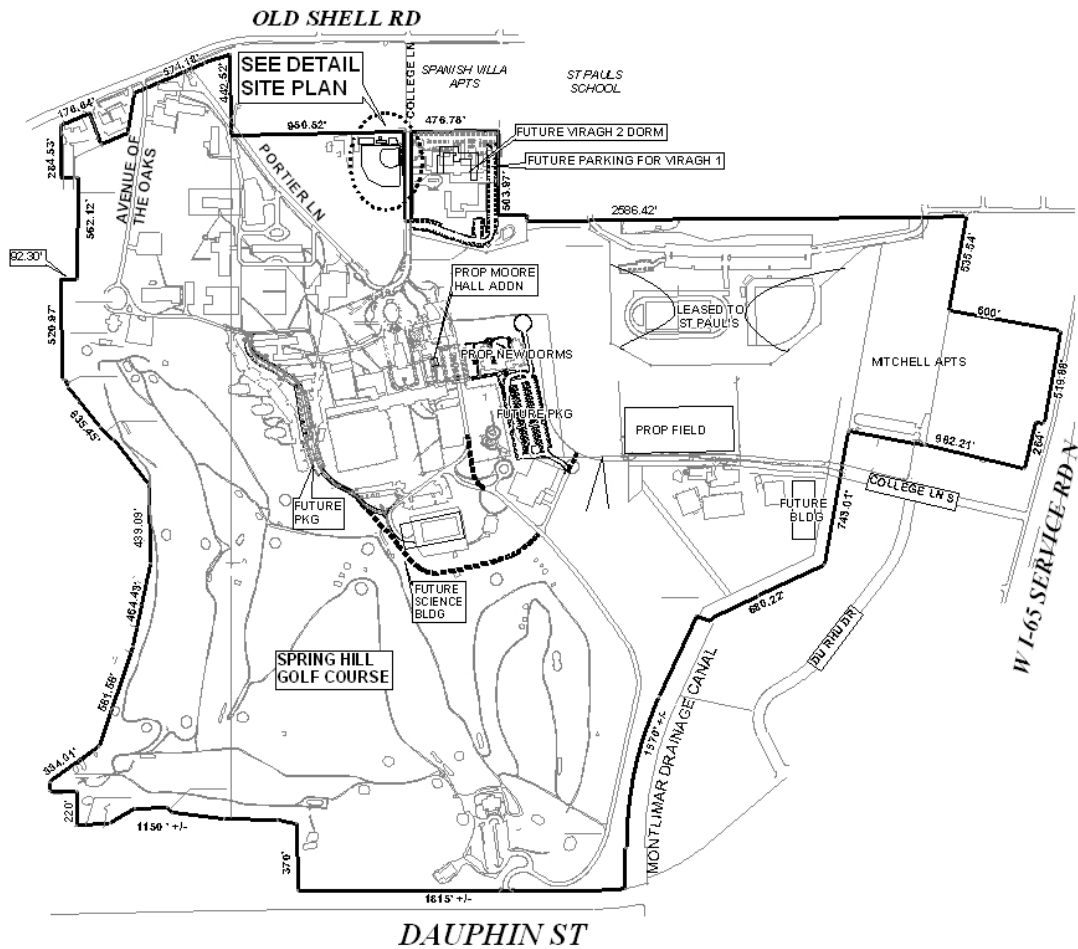 OLD SHELL RD
SEE DETAIL
SITE PLAN
COLLEGE LN
SPANISH VILLA
APTS
ST PAULS
SCHOOL
574.18'
442.52'
176.64'
284.53'
950.52'
476.78'
FUTURE VIRAGH 2 DORM
FUTURE PARKING FOR VIRAGH 1
AVENUE OF
THE OAKS
PORTIER LN
503.97'
2586.42'
562.12'
92.30'
535.54'
PROP MOORE
HALL ADDN
LEASED TO
ST PAUL'S
600'
529.97'
PROP NEW DORMS
MITCHELL APTS
519.88'
635.45'
FUTURE PKG
PROP FIELD
982.21'
264'
COLLEGE LN S
FUTURE
PKG
FUTURE
BLDG
749.01'
439.09'
FUTURE
SCIENCE
BLDG
464.43'
680.22'
DU RHU DR
W I-65 SERVICE RD N
SPRING HILL
GOLF COURSE
561.56'
1570' +/-
MONTLIMAR DRAINAGE CANAL
334.01'
220'
1150' +/-
370'
1815' +/-
DAUPHIN ST